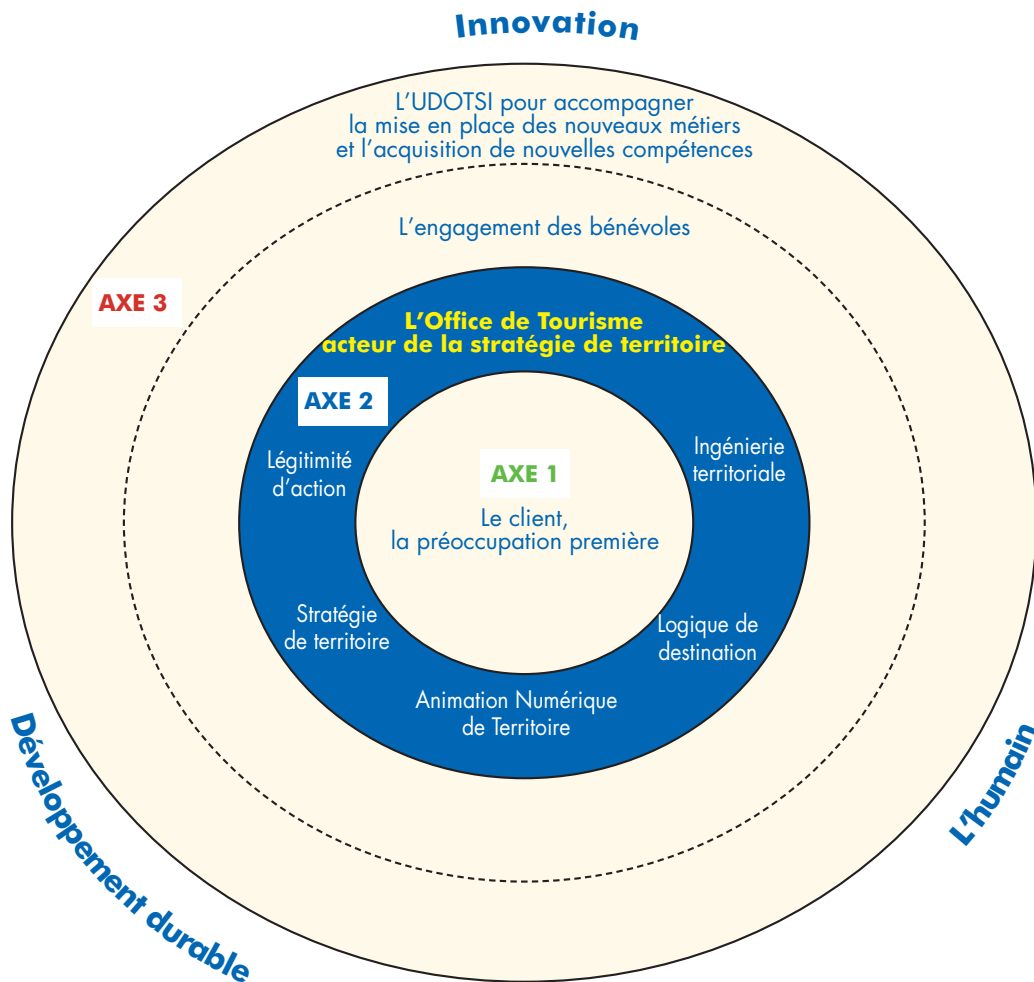 Innovation
L'UDOTSI pour accompagner
la mise en place des nouveaux métiers
et l'acquisition de nouvelles compétences
L'engagement des bénévoles
AXE 3
L'Office de Tourisme
acteur de la stratégie de territoire
AXE 2
Légitimité
d'action
Ingénierie
territoriale
AXE 1
Le client,
la préoccupation première
Stratégie
de territoire
Logique de
destination
Animation Numérique
de Territoire
Développement durable
L'humain